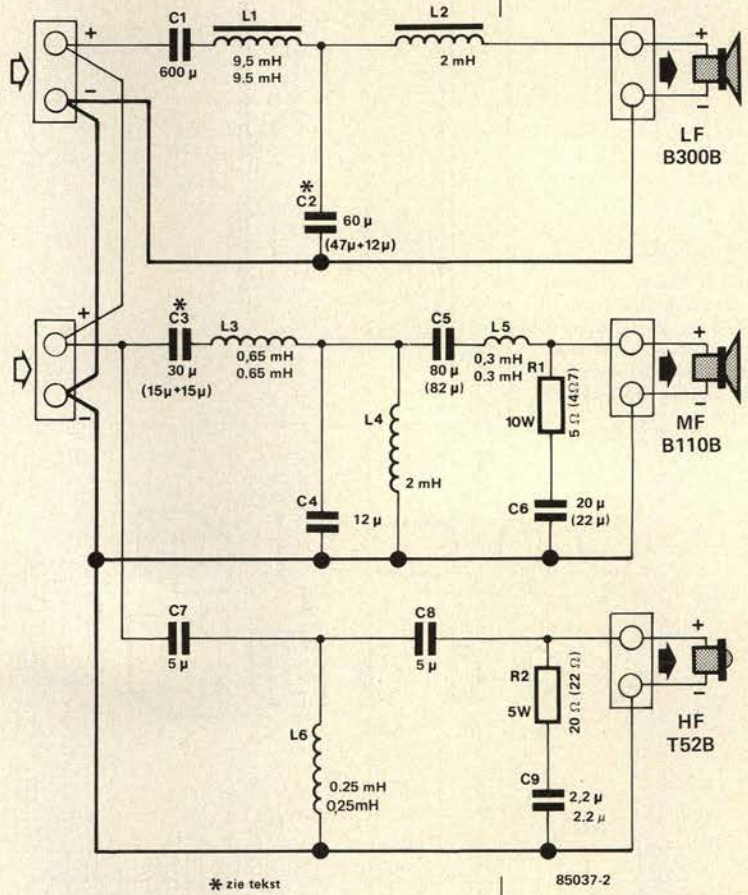 +
C1
600 µ
L1
9,5 mH
9.5 mH
L2
2 mH
+
−
−
LF
B300B
*
C2
60 µ
(47µ+12µ)
+
*
C3
30 µ
(15µ+15µ)
L3
0,65 mH
0.65 mH
C5
80 µ
(82 µ)
L5
0,3 mH
0.3 mH
R1
10W
5 Ω (4Ω7)
+
−
−
MF
B110B
L4
2 mH
C4
12 µ
C6
20 µ
(22 µ)
C7
5 µ
C8
5 µ
R2
5W
20 Ω (22 Ω)
+
−
HF
T52B
L6
0.25 mH
0,25mH
C9
2,2 µ
2.2 µ
* zie tekst
85037-2